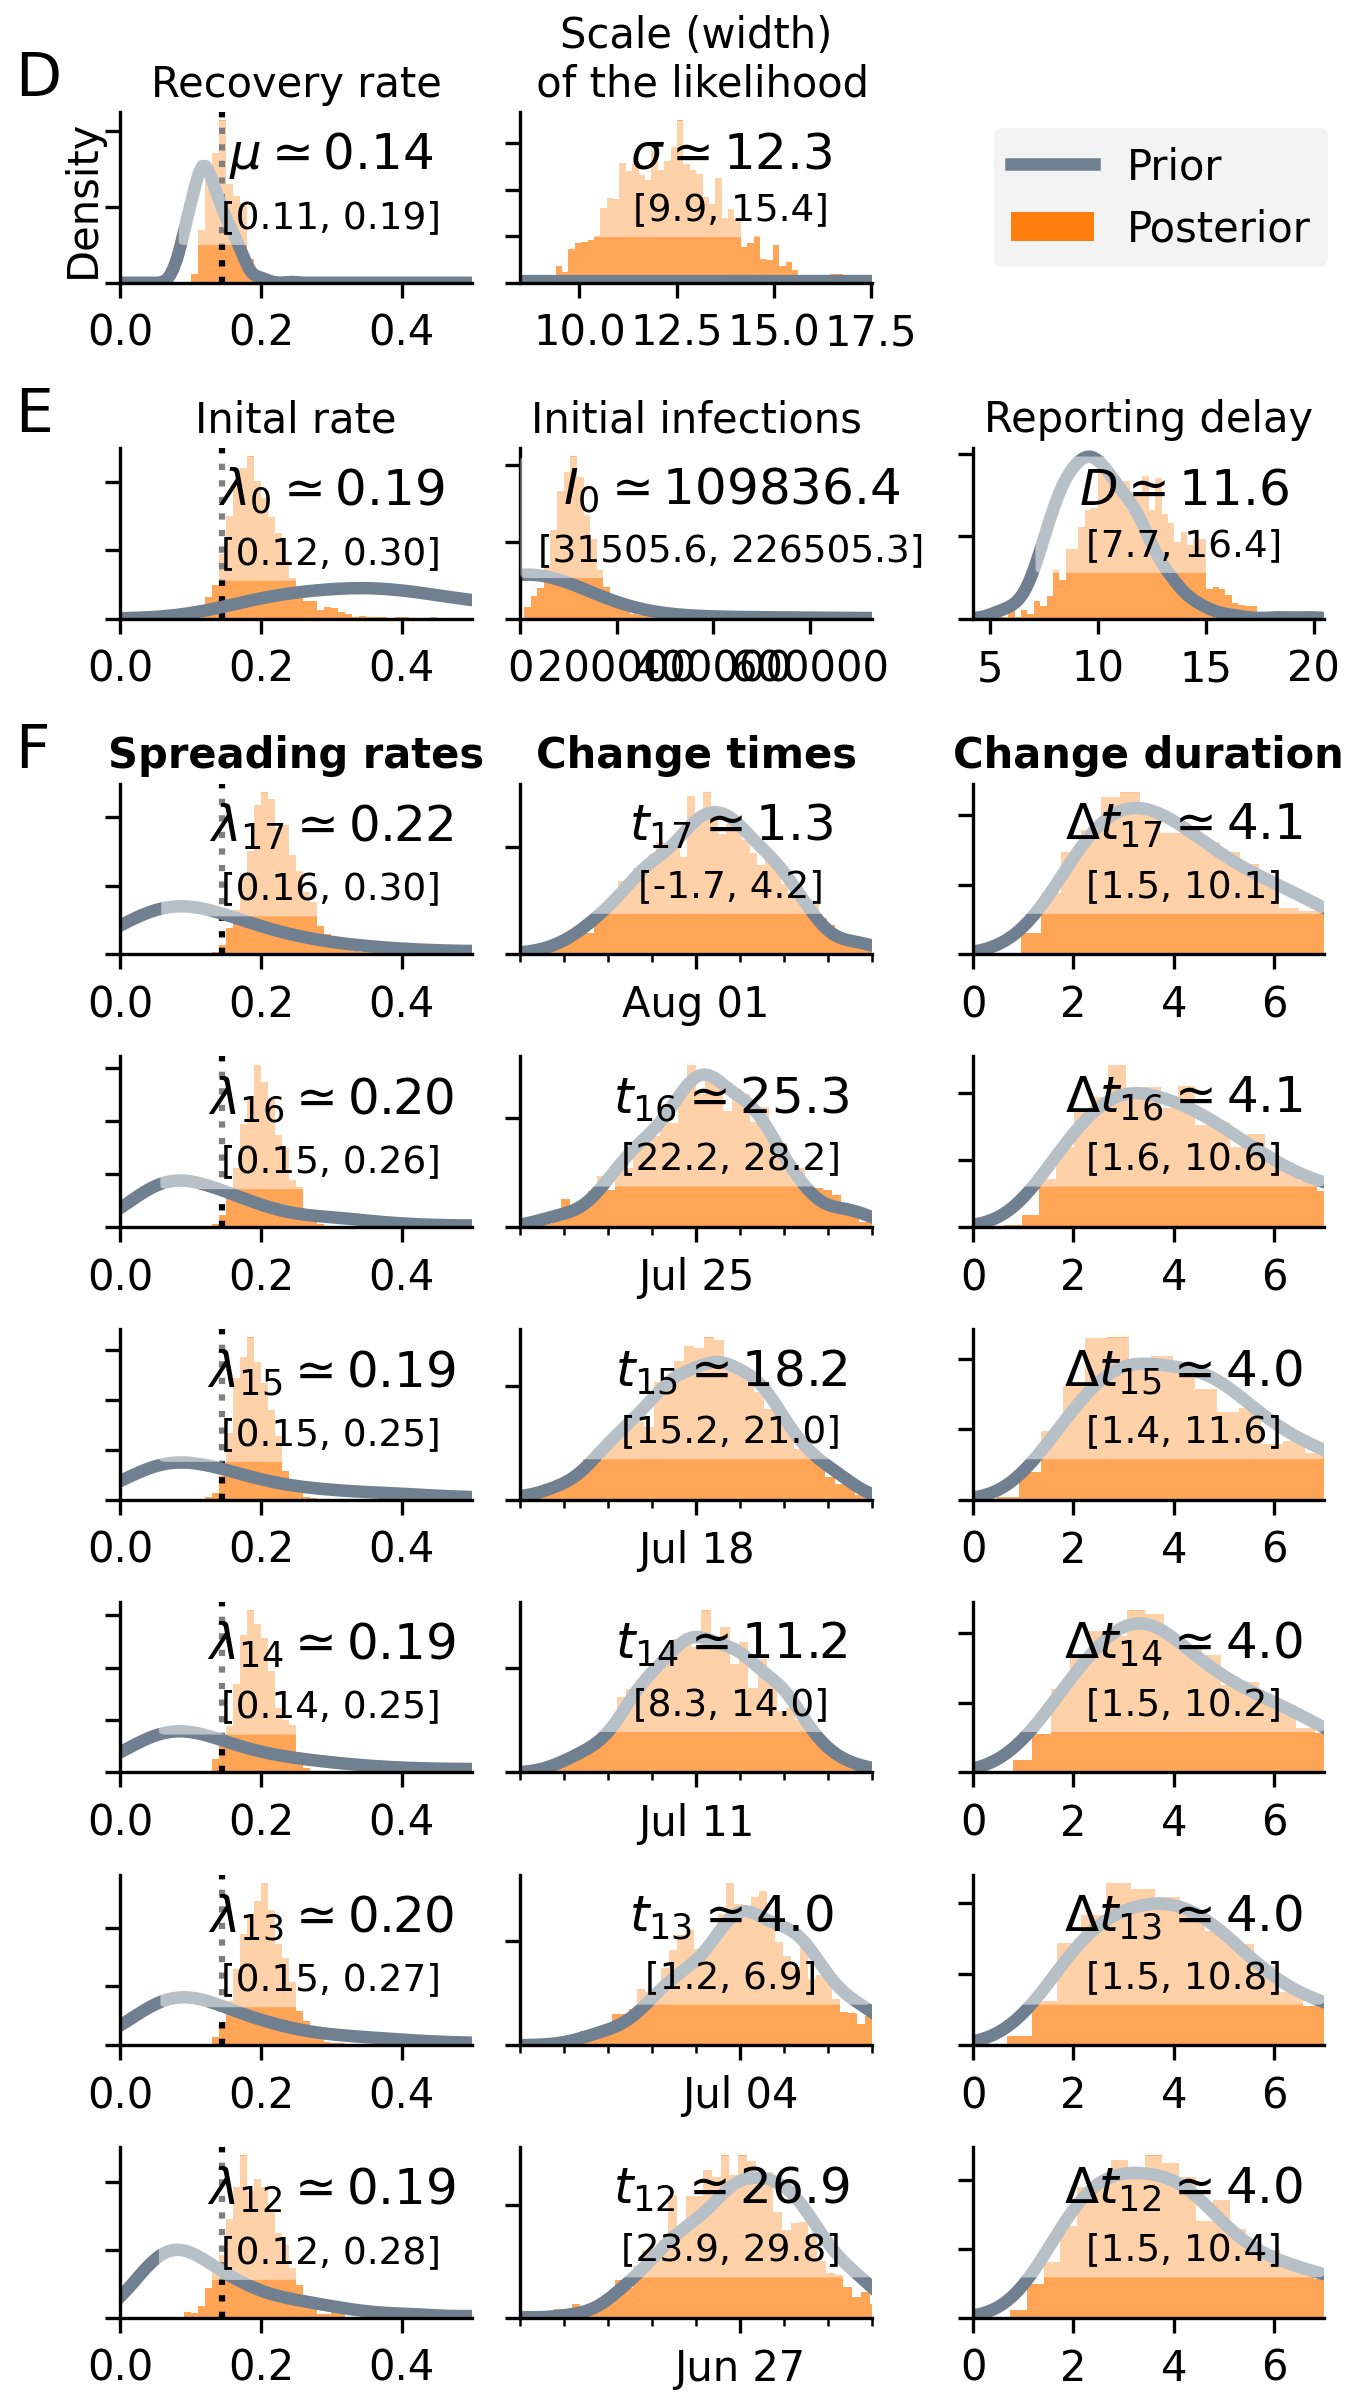 D
Recovery rate
Scale (width)
of the likelihood
Density
μ ≃ 0.14
[0.11, 0.19]
0.0 0.2 0.4
σ ≃ 12.3
[9.9, 15.4]
10.0 12.5 15.0 17.5
Prior
Posterior
E
Inital rate
Initial infections
Reporting delay
λ0 ≃ 0.19
[0.12, 0.30]
0.0 0.2 0.4
I0 ≃ 109836.4
[31505.6, 226505.3]
0 200000 400000 600000
D ≃ 11.6
[7.7, 16.4]
5 10 15 20
F
Spreading rates
Change times
Change duration
λ17 ≃ 0.22
[0.16, 0.30]
0.0 0.2 0.4
t17 ≃ 1.3
[-1.7, 4.2]
Aug 01
Δt17 ≃ 4.1
[1.5, 10.1]
0 2 4 6
λ16 ≃ 0.20
[0.15, 0.26]
0.0 0.2 0.4
t16 ≃ 25.3
[22.2, 28.2]
Jul 25
Δt16 ≃ 4.1
[1.6, 10.6]
0 2 4 6
λ15 ≃ 0.19
[0.15, 0.25]
0.0 0.2 0.4
t15 ≃ 18.2
[15.2, 21.0]
Jul 18
Δt15 ≃ 4.0
[1.4, 11.6]
0 2 4 6
λ14 ≃ 0.19
[0.14, 0.25]
0.0 0.2 0.4
t14 ≃ 11.2
[8.3, 14.0]
Jul 11
Δt14 ≃ 4.0
[1.5, 10.2]
0 2 4 6
λ13 ≃ 0.20
[0.15, 0.27]
0.0 0.2 0.4
t13 ≃ 4.0
[1.2, 6.9]
Jul 04
Δt13 ≃ 4.0
[1.5, 10.8]
0 2 4 6
λ12 ≃ 0.19
[0.12, 0.28]
0.0 0.2 0.4
t12 ≃ 26.9
[23.9, 29.8]
Jun 27
Δt12 ≃ 4.0
[1.5, 10.4]
0 2 4 6